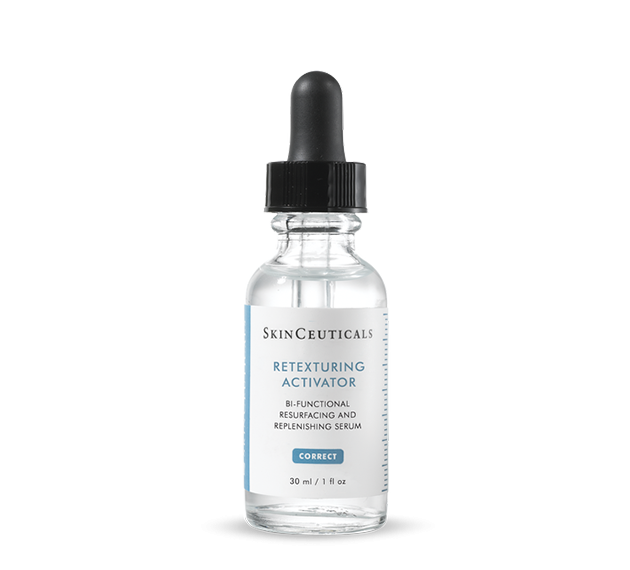 SKINCEUTICALS
RETEXTURING
ACTIVATOR
BI-FUNCTIONAL
RESURFACING AND
REPLENISHING SERUM
CORRECT
30 ml / 1 fl oz